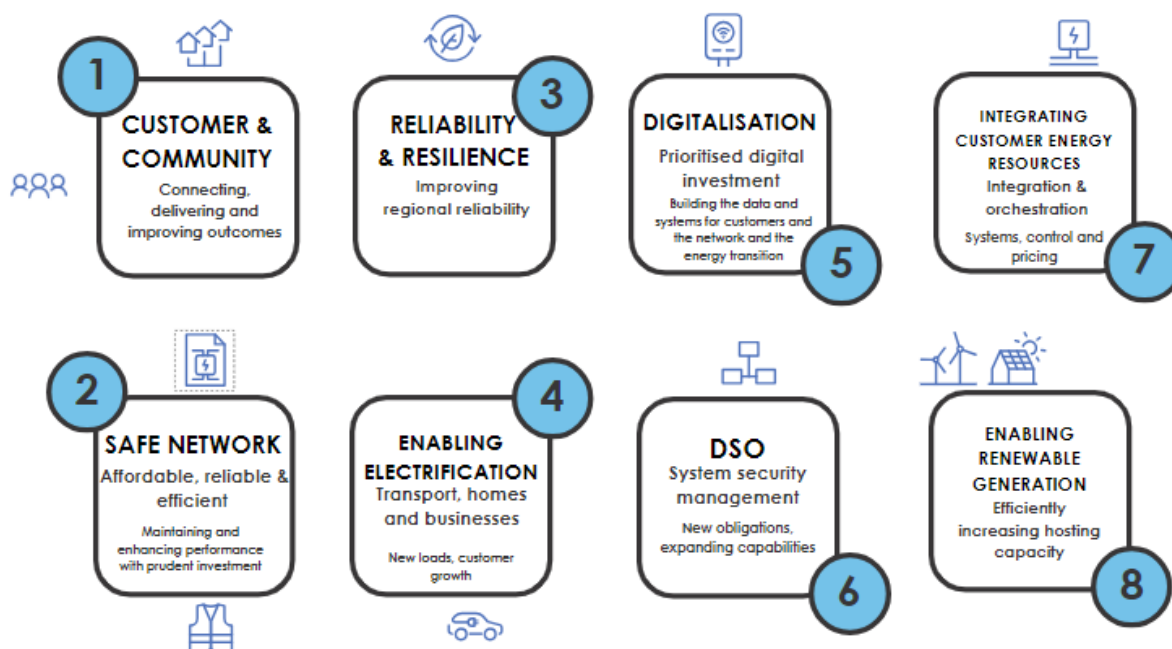 1
CUSTOMER &
COMMUNITY
Connecting,
delivering and
improving outcomes
2
SAFE NETWORK
Affordable, reliable &
efficient
Maintaining and
enhancing performance
with prudent investment
3
RELIABILITY
& RESILIENCE
Improving
regional reliability
4
ENABLING
ELECTRIFICATION
Transport, homes
and businesses
New loads, customer
growth
5
DIGITALISATION
Prioritised digital
investment
Building the data and
systems for customers and
the network and the
energy transition
6
DSO
System security
management
New obligations,
expanding capabilities
7
INTEGRATING
CUSTOMER ENERGY
RESOURCES
Integration &
orchestration
Systems, control and
pricing
8
ENABLING
RENEWABLE
GENERATION
Efficiently
increasing hosting
capacity